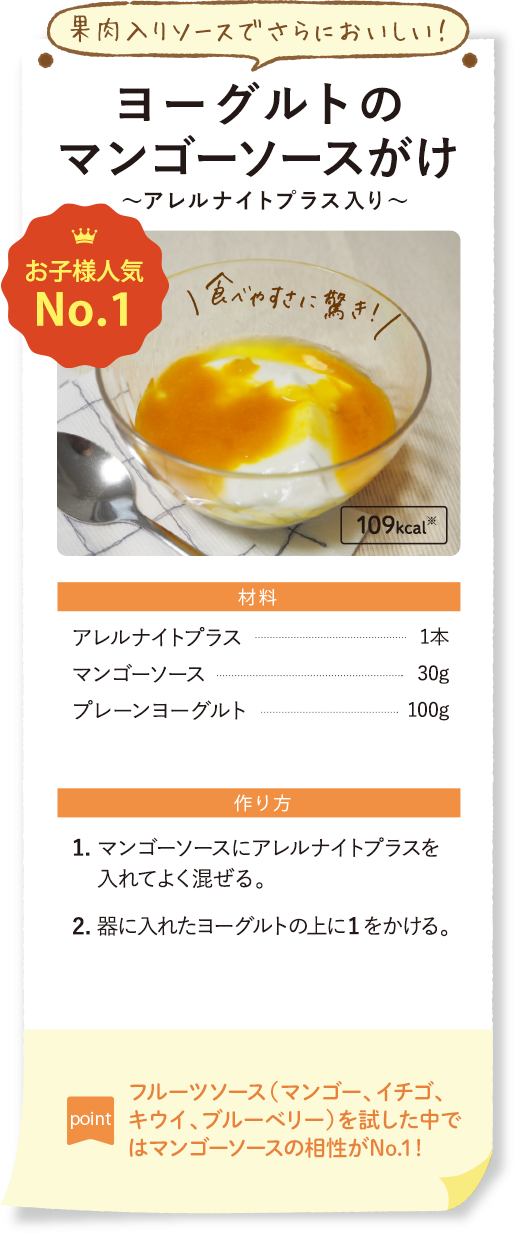 果肉入りソースでさらにおいしい！
ヨーグルトの
マンゴーソースがけ
～アレルナイトプラス入り～
お子様人気
No.1
食べやすさに驚き！
109kcal※
材料
アレルナイトプラス 1本
マンゴーソース 30g
プレーンヨーグルト 100g
作り方
1. マンゴーソースにアレルナイトプラスを
入れてよく混ぜる。
2. 器に入れたヨーグルトの上に1をかける。
point
フルーツソース（マンゴー、イチゴ、
キウイ、ブルーベリー）を試した中で
はマンゴーソースの相性がNo.1！